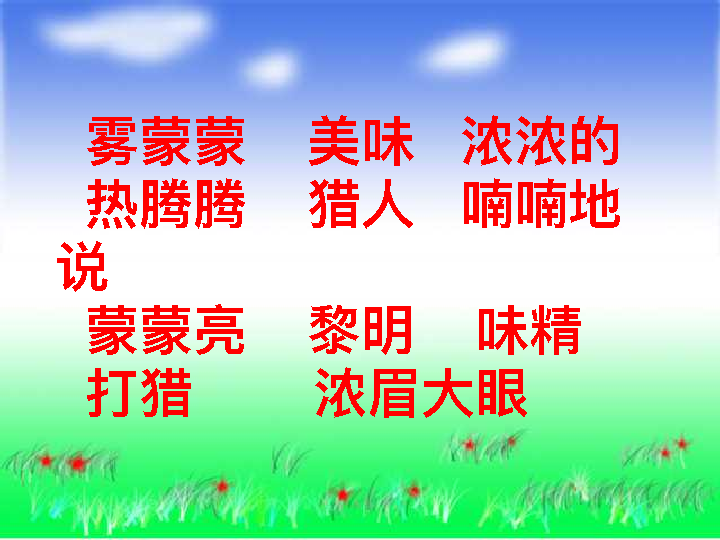 雾蒙蒙 美味 浓浓的
热腾腾 猎人 喃喃地
说
蒙蒙亮 黎明 味精
打猎 浓眉大眼